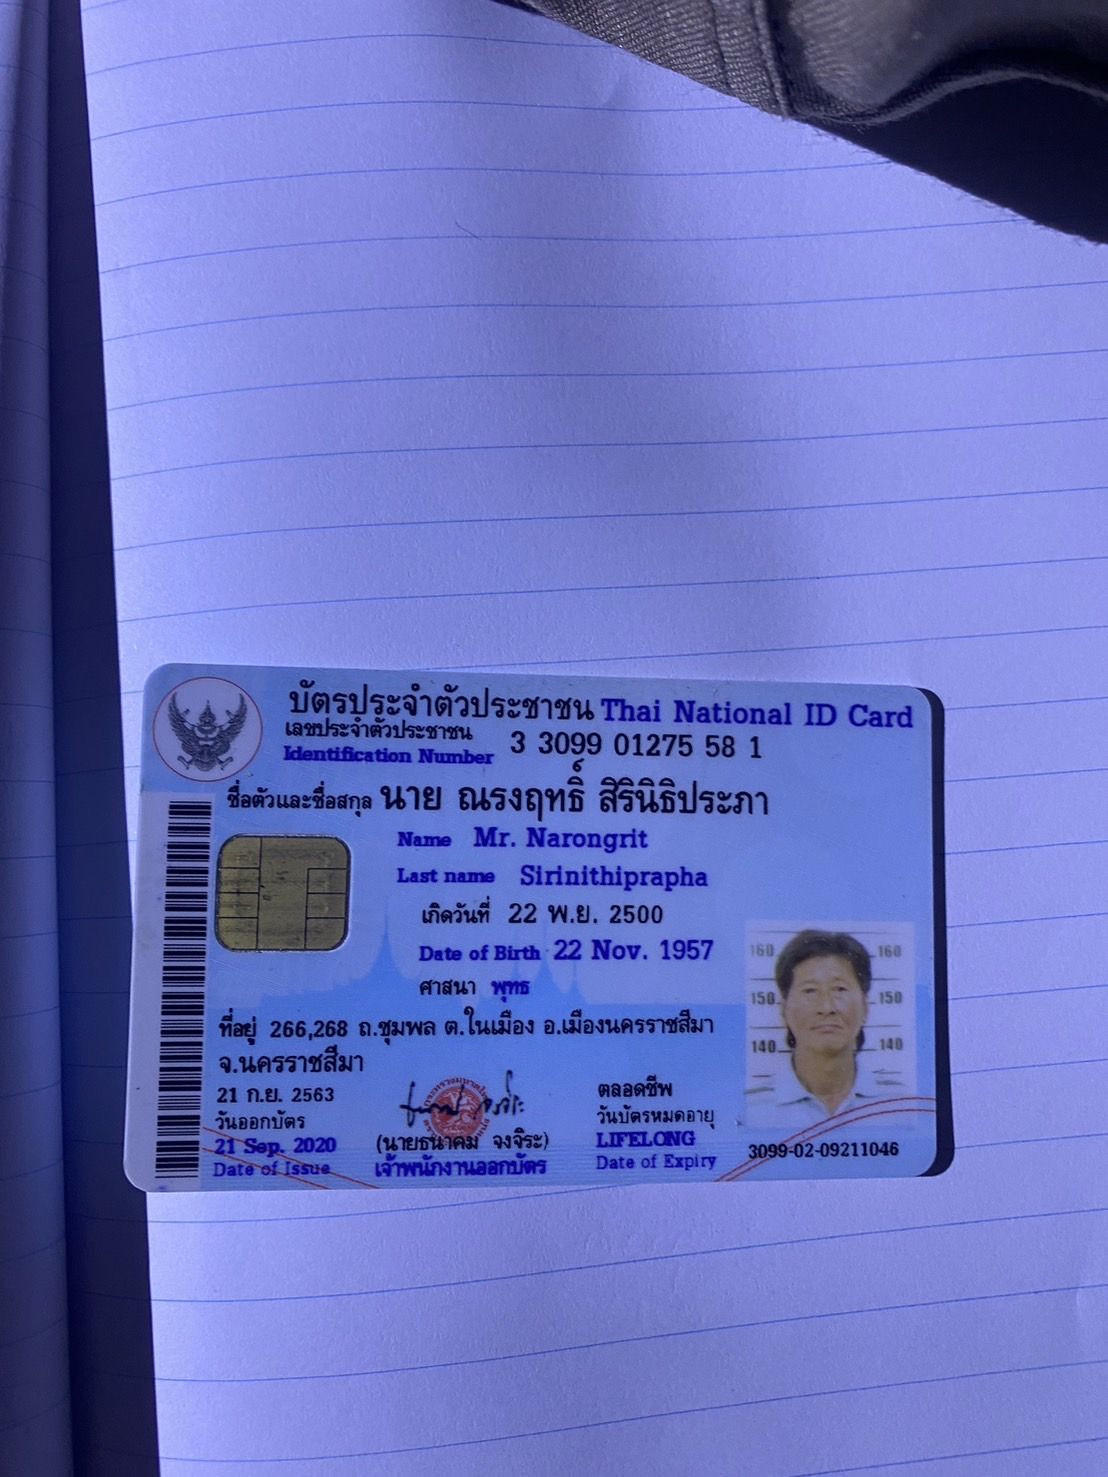 บัตรประจำตัวประชาชน Thai National ID Card
เลขประจำตัวประชาชน
Identification Number 3 3099 01275 58 1
ชื่อตัวและชื่อสกุล นาย ณรงฤทธิ์ สิรินิธิประภา
Name Mr. Narongrit
Last name Sirinithiprapha
เกิดวันที่ 22 พ.ย. 2500
Date of Birth 22 Nov. 1957
ศาสนา พุทธ
ที่อยู่ 266,268 ถ.ชุมพล ต.ในเมือง อ.เมืองนครราชสีมา
จ.นครราชสีมา
21 ก.ย. 2563
วันออกบัตร
21 Sep. 2020
Date of Issue
(นายธนาคม จงจิระ)
เจ้าพนักงานออกบัตร
ตลอดชีพ
วันบัตรหมดอายุ
LIFELONG
Date of Expiry
160 160
150 150
140 140
3099-02-09211046